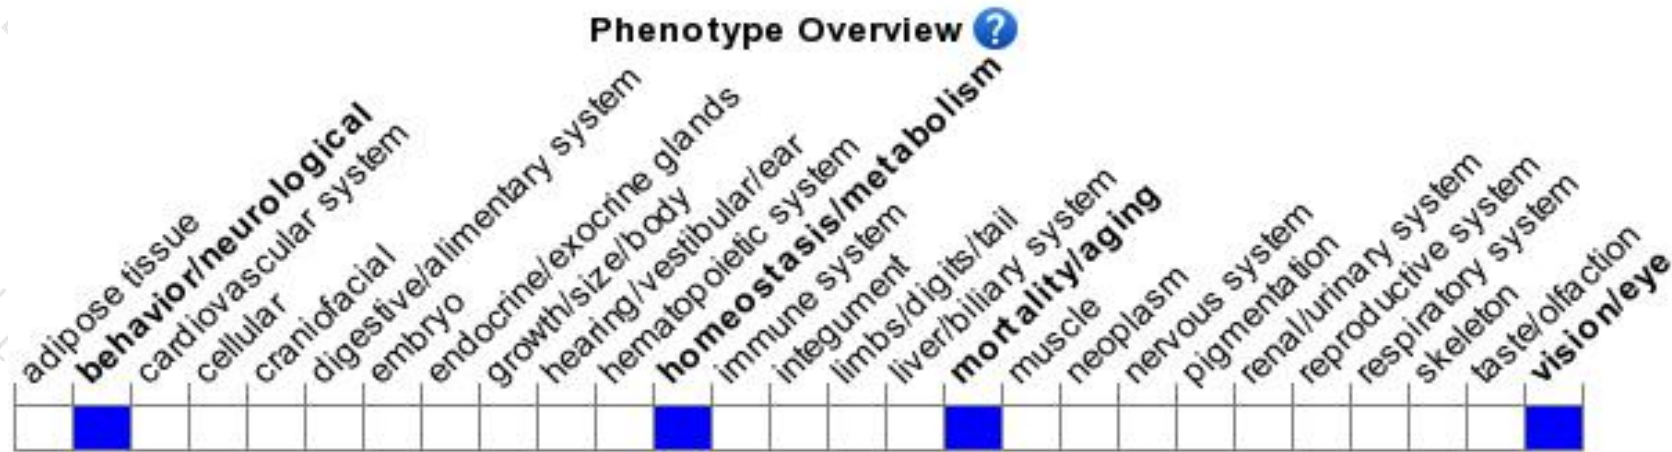 Phenotype Overview ?
adipose tissue
behavior/neurological
cardiovascular system
cellular
craniofacial
digestive/alimentary system
embryo
endocrine/exocrine glands
growth/size/body
hearing/vestibular/ear
hematopoietic system
homeostasis/metabolism
immune system
integument
limbs/digits/tail
liver/biliary system
mortality/aging
muscle
neoplasm
nervous system
pigmentation
renal/urinary system
reproductive system
respiratory system
skeleton
taste/olfaction
vision/eye